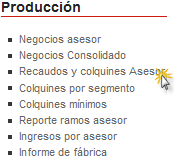 Producción
Negocios asesor
Negocios Consolidado
Recaudos y colquines Asesor
Colquines por segmento
Colquines mínimos
Reporte ramos asesor
Ingresos por asesor
Informe de fábrica